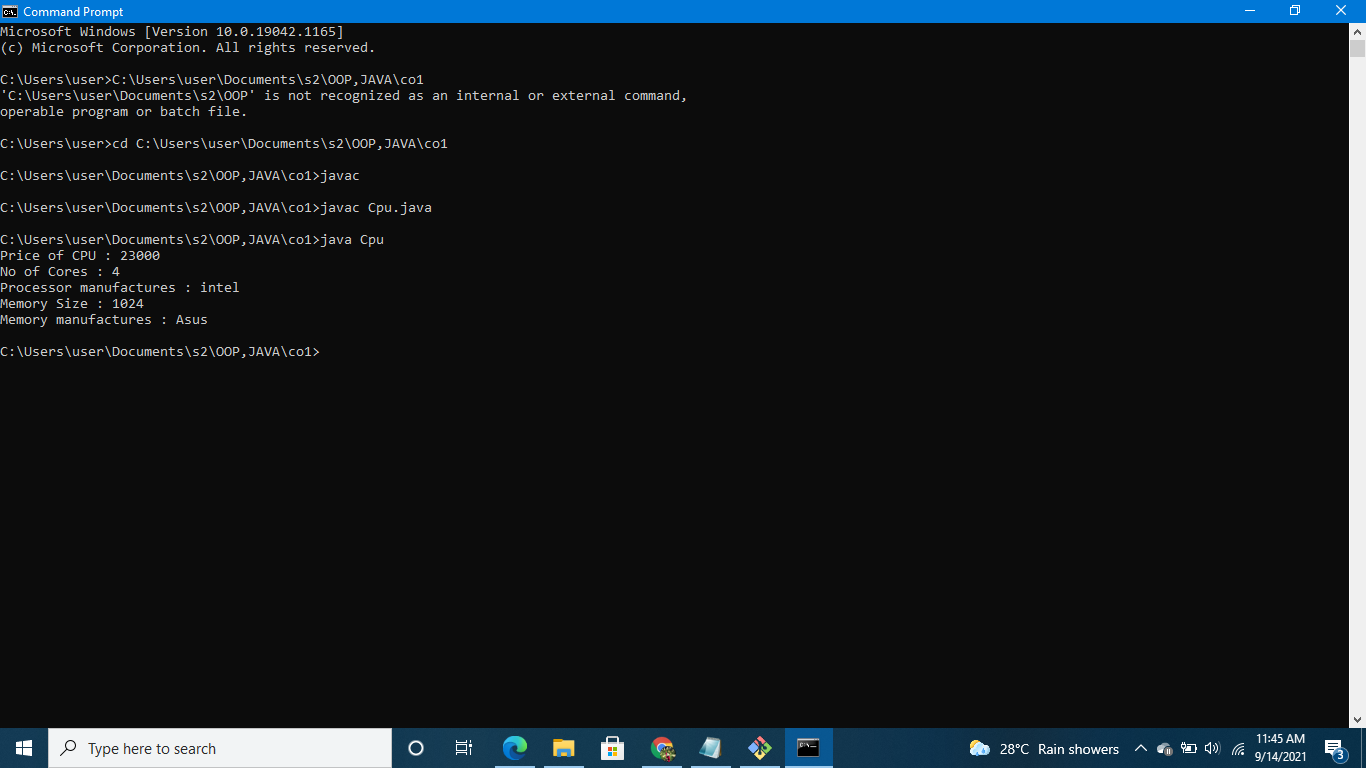 Command Prompt
Microsoft Windows [Version 10.0.19042.1165]
(c) Microsoft Corporation. All rights reserved.
C:\Users\user>C:\Users\user\Documents\s2\OOP,JAVA\co1
'C:\Users\user\Documents\s2\OOP' is not recognized as an internal or external command,
operable program or batch file.
C:\Users\user>cd C:\Users\user\Documents\s2\OOP,JAVA\co1
C:\Users\user\Documents\s2\OOP,JAVA\co1>javac
C:\Users\user\Documents\s2\OOP,JAVA\co1>javac Cpu.java
C:\Users\user\Documents\s2\OOP,JAVA\co1>java Cpu
Price of CPU : 23000
No of Cores : 4
Processor manufactures : intel
Memory Size : 1024
Memory manufactures : Asus
C:\Users\user\Documents\s2\OOP,JAVA\co1>
Type here to search
28°C Rain showers
11:45 AM
9/14/2021
3